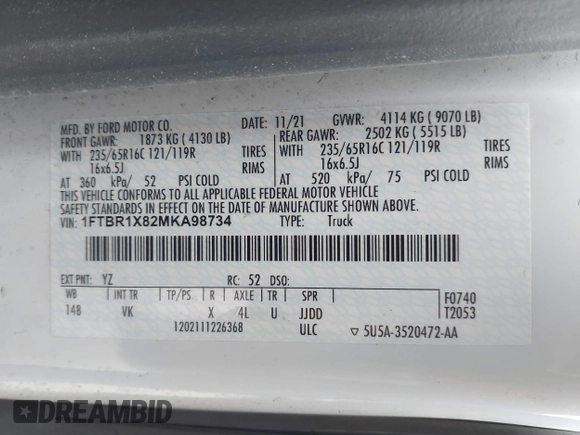 MFD. BY FORD MOTOR CO.
DATE: 11/21 GVWR: 4114 KG ( 9070 LB)
FRONT GAWR: 1873 KG ( 4130 LB)
REAR GAWR: 2502 KG ( 5515 LB)
WITH 235/65R16C 121/119R TIRES
WITH 235/65R16C 121/119R TIRES
16x6.5J RIMS
16x6.5J RIMS
AT 360 kPa/ 52 PSI COLD
AT 520 kPa/ 75 PSI COLD
THIS VEHICLE CONFORMS TO ALL APPLICABLE FEDERAL MOTOR VEHICLE
SAFETY STANDARDS IN EFFECT ON THE DATE OF MANUFACTURE SHOWN ABOVE.
VIN: 1FTBR1X82MKA98734 TYPE: Truck
EXT PNT: YZ RC: 52 DSO:
WB INT TR TP/PS R AXLE TR SPR
148 VK X 4L U JJDD
F0740
T2053
1202111226368 ULC ▽ 5U5A-3520472-AA
DREAMBID